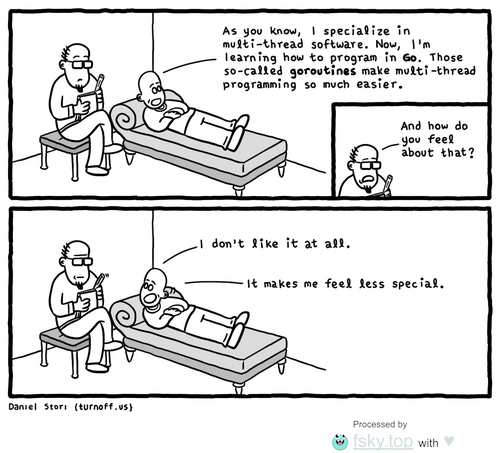 As you know, I specialize in
multi-thread software. Now, I'm
learning how to program in Go. Those
so-called goroutines make multi-thread
programming so much easier.
And how do
you feel
about that?
I don't like it at all.
It makes me feel less special.
Daniel Stori {turnoff.us}
Processed by
fsky.top with ♥